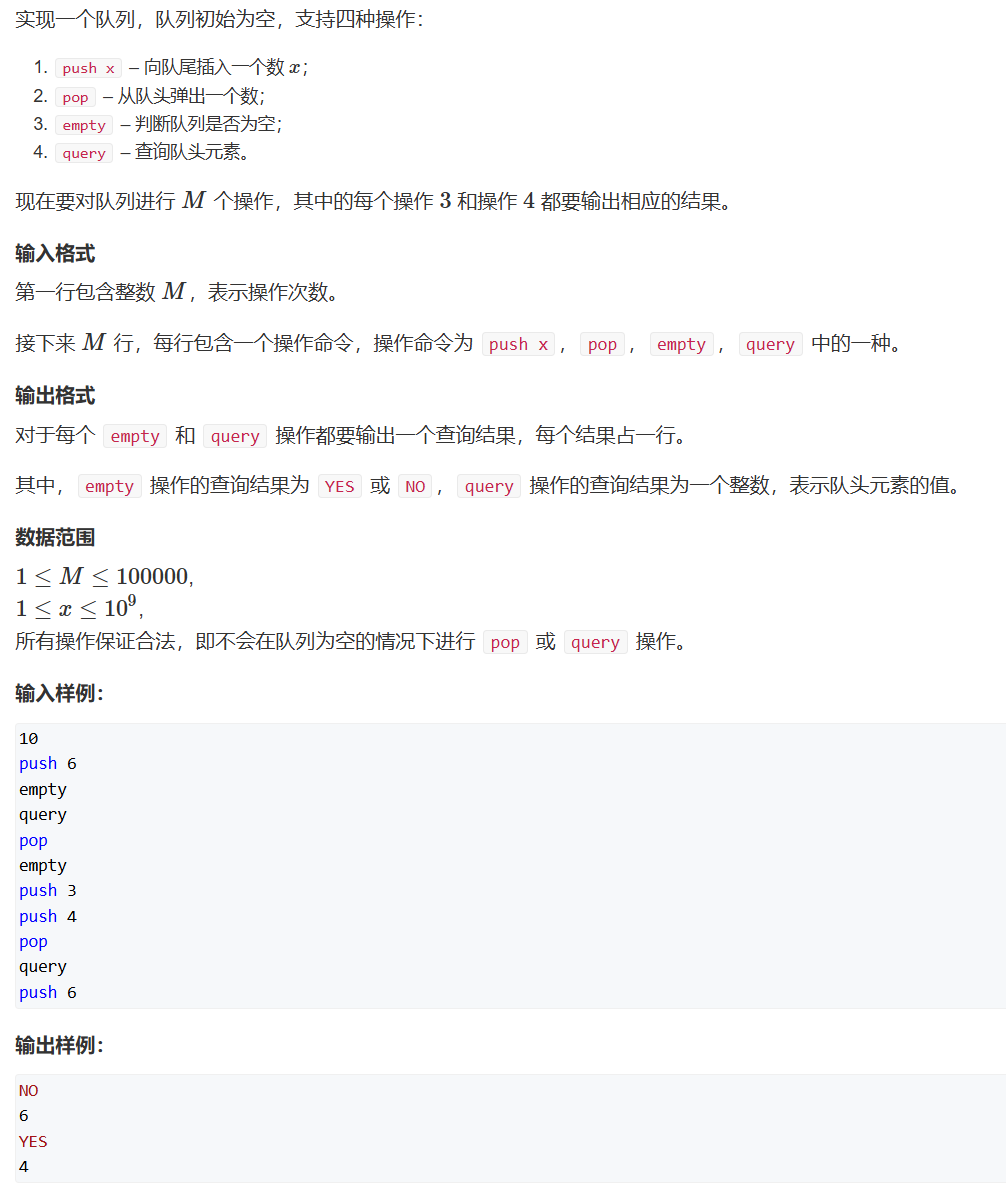 实现一个队列，队列初始为空，支持四种操作：
1. push x – 向队尾插入一个数 x；
2. pop – 从队头弹出一个数；
3. empty – 判断队列是否为空；
4. query – 查询队头元素。
现在要对队列进行 M 个操作，其中的每个操作 3 和操作 4 都要输出相应的结果。
输入格式
第一行包含整数 M，表示操作次数。
接下来 M 行，每行包含一个操作命令，操作命令为 push x，pop，empty，query 中的一种。
输出格式
对于每个 empty 和 query 操作都要输出一个查询结果，每个结果占一行。
其中，empty 操作的查询结果为 YES 或 NO，query 操作的查询结果为一个整数，表示队头元素的值。
数据范围
1 ≤ M ≤ 100000,
1 ≤ x ≤ 10⁹,
所有操作保证合法，即不会在队列为空的情况下进行 pop 或 query 操作。
输入样例：
10
push 6
empty
query
pop
empty
push 3
push 4
pop
query
push 6
输出样例：
NO
6
YES
4